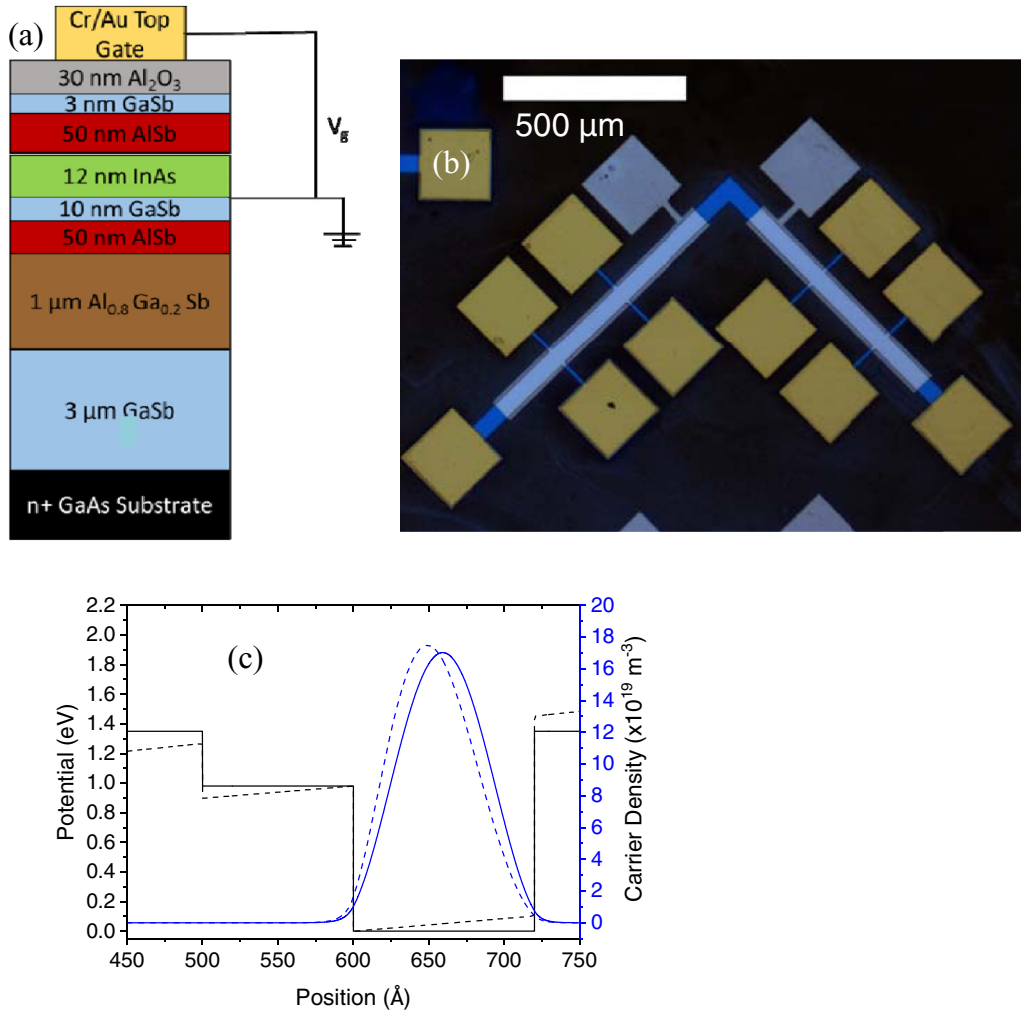 (a)
Cr/Au Top
Gate
30 nm Al₂O₃
3 nm GaSb
50 nm AlSb
12 nm InAs
10 nm GaSb
50 nm AlSb
1 μm Al₀.₈ Ga₀.₂ Sb
3 μm GaSb
n+ GaAs Substrate
Vg
500 μm
(b)
(c)
Potential (eV)
2.2
2.0
1.8
1.6
1.4
1.2
1.0
0.8
0.6
0.4
0.2
0.0
450 500 550 600 650 700 750
Position (Å)
20
18
16
14
12
10
8
6
4
2
0
Carrier Density (x10¹⁹ m⁻³)